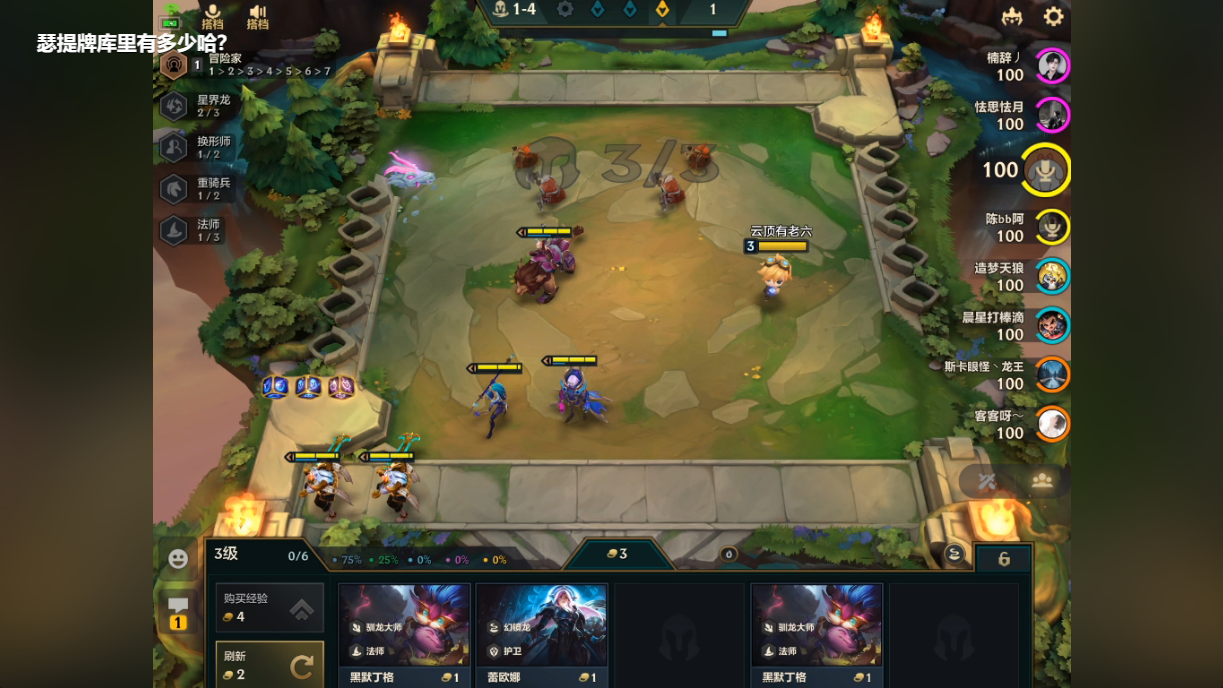 1-4
1
搭档
搭档
瑟提牌库里有多少哈?
1
冒险家
1 > 2 > 3 > 4 > 5 > 6 > 7
星界龙
2 / 3
换形师
1 / 2
重骑兵
1 / 2
法师
1 / 3
3/3
云顶有老六
3
楠辞丿
100
怯思怯月
100
100
陈bb阿
100
造梦天狼
100
晨星打棒滴
100
斯卡眼怪丶龙王
100
客客呀～
100
3级
0/6
75%
25%
0%
0%
0%
3
1
购买经验
4
刷新
2
驯龙大师
法师
黑默丁格
1
幻镜龙
护卫
蕾欧娜
1
驯龙大师
法师
黑默丁格
1